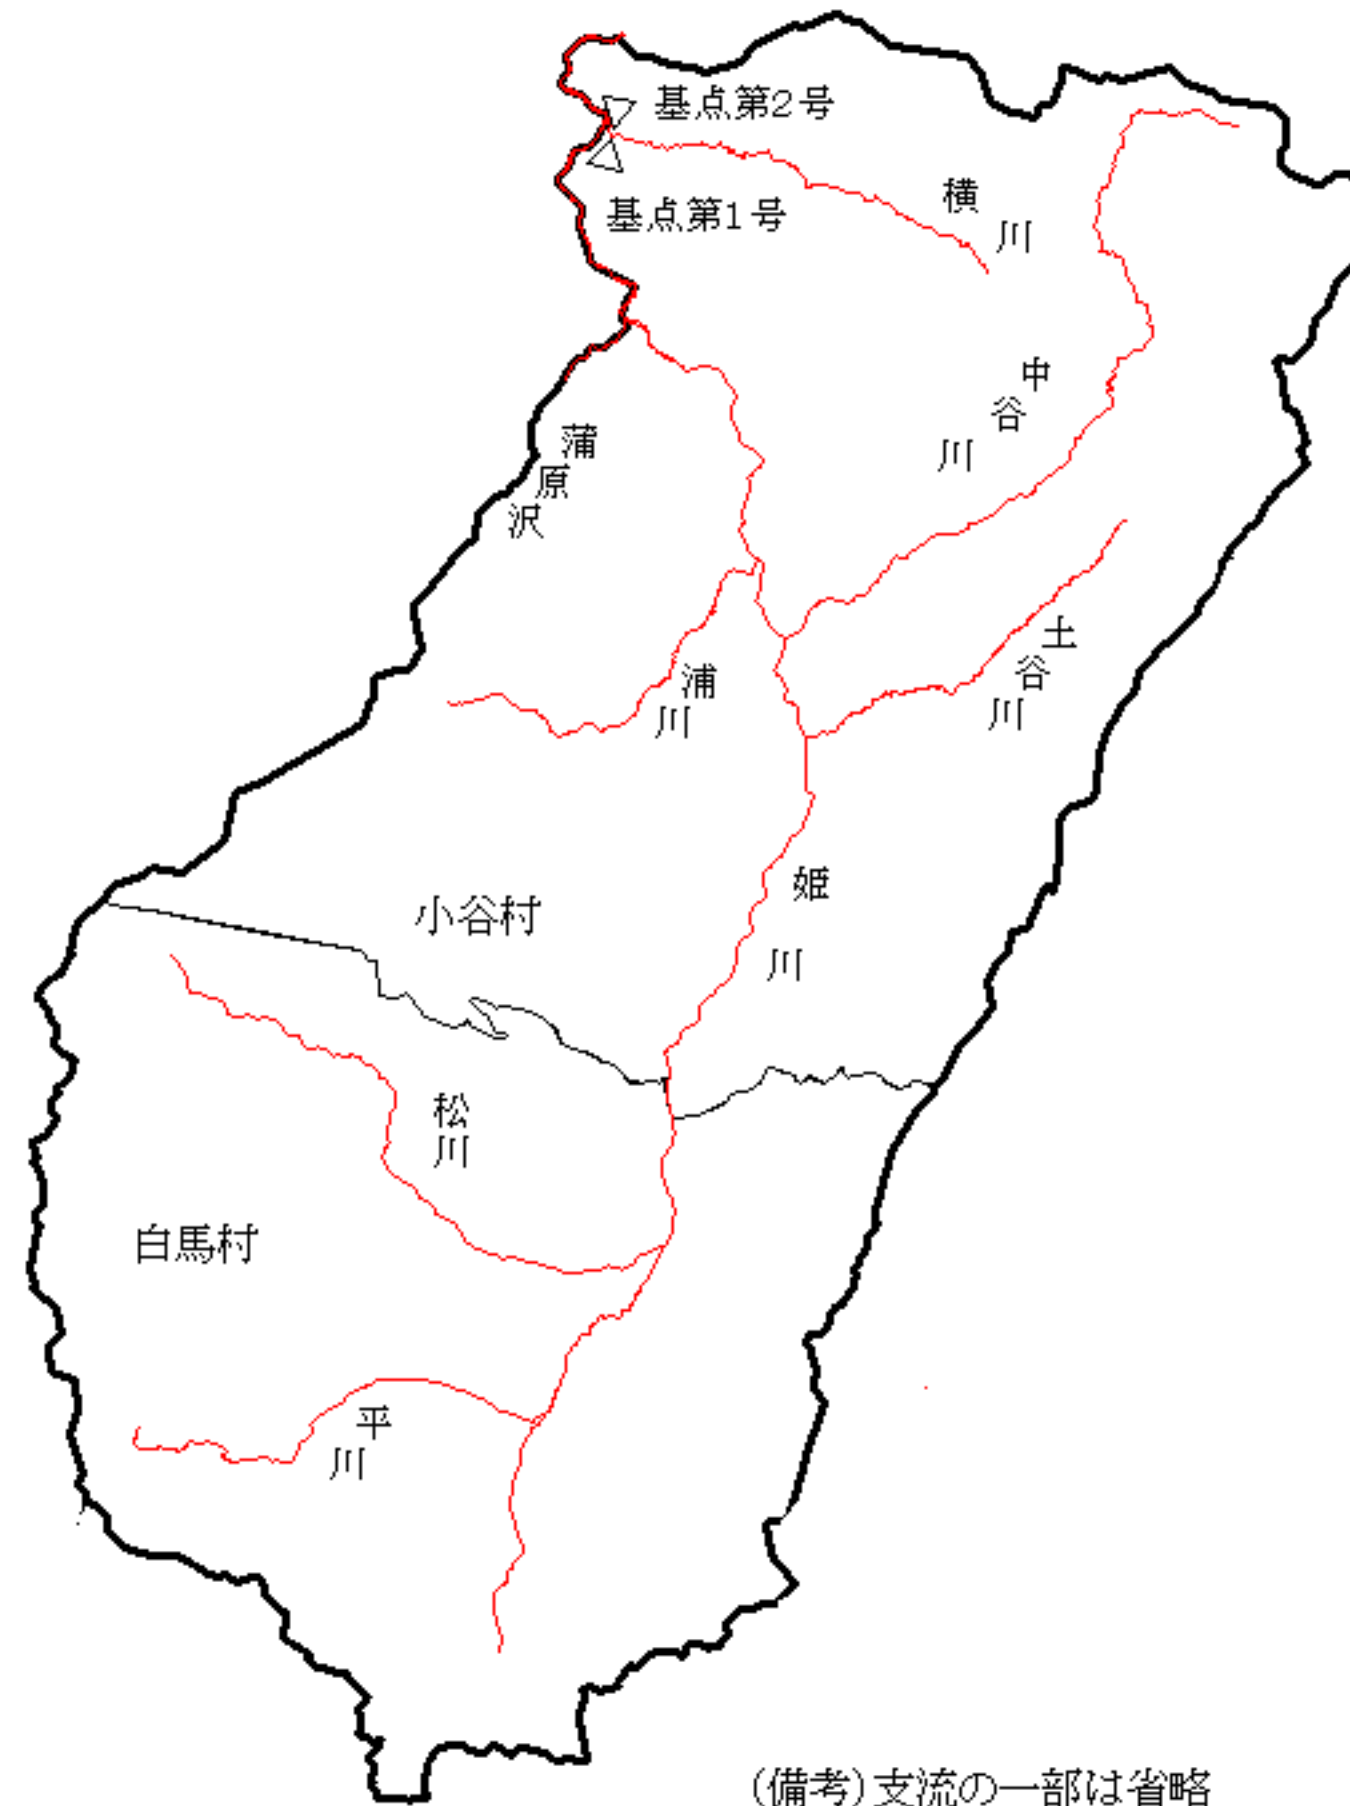 基点第2号
基点第1号
横川
中谷川
蒲原沢
土谷川
浦川
姫川
小谷村
松川
白馬村
平川
(備考)支流の一部は省略